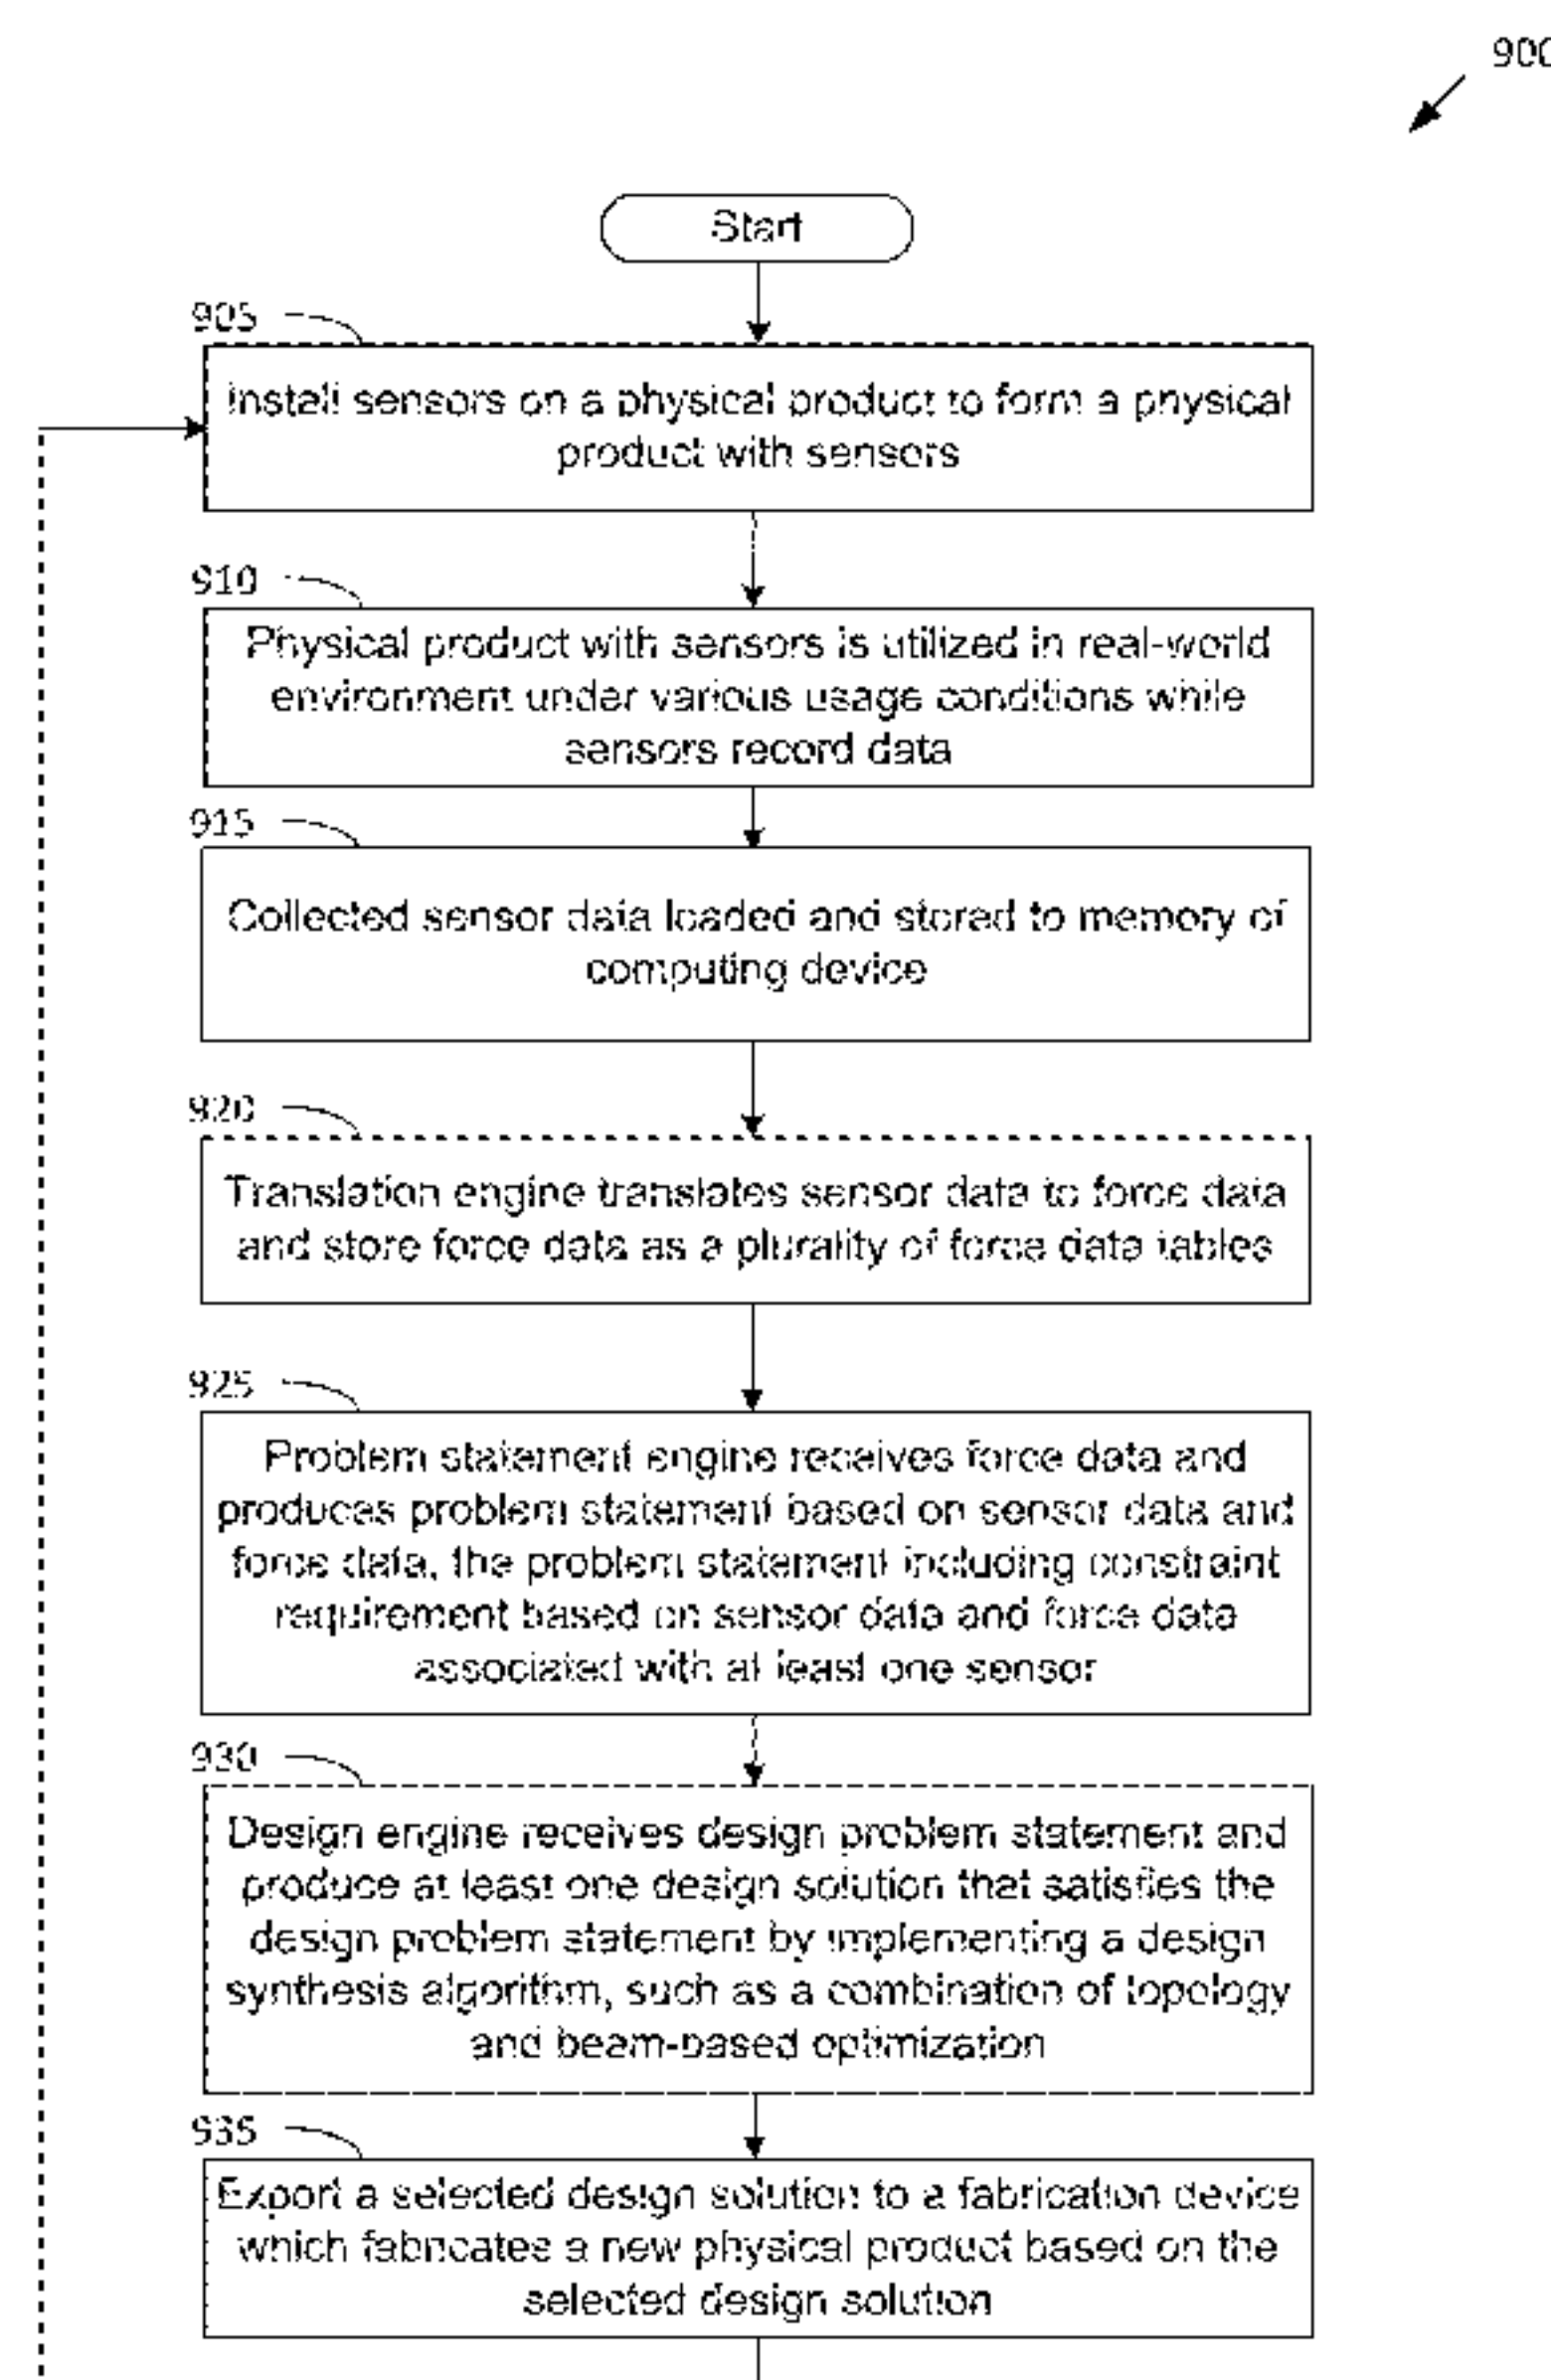 900
Start
905
Install sensors on a physical product to form a physical
product with sensors
910
Physical product with sensors is utilized in real-world
environment under various usage conditions while
sensors record data
915
Collected sensor data loaded and stored to memory of
computing device
920
Translation engine translates sensor data to force data
and store force data as a plurality of force data tables
925
Problem statement engine receives force data and
produces problem statement based on sensor data and
force data, the problem statement including constraint
requirement based on sensor data and force data
associated with at least one sensor
930
Design engine receives design problem statement and
produce at least one design solution that satisfies the
design problem statement by implementing a design
synthesis algorithm, such as a combination of topology
and beam-based optimization
935
Export a selected design solution to a fabrication device
which fabricates a new physical product based on the
selected design solution